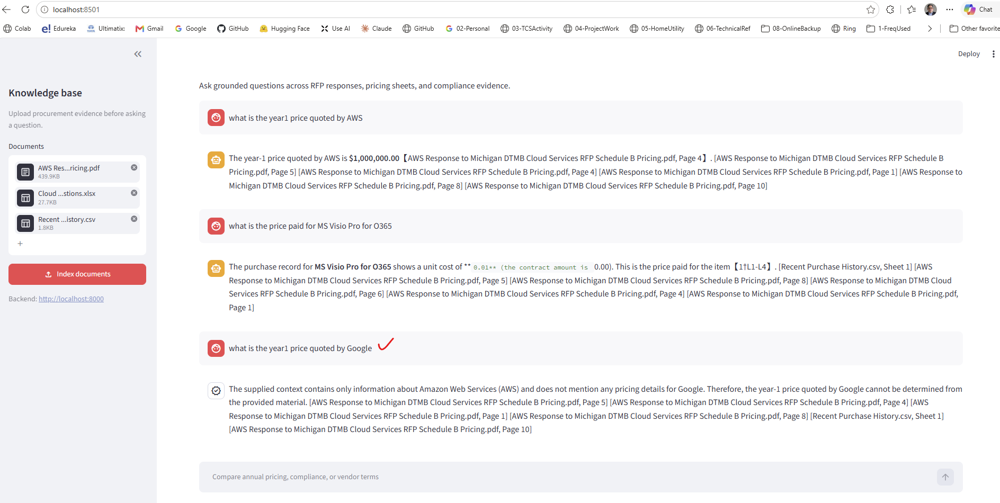 localhost:8501
Chat
Colab
e! Edureka
TATA Ultimatix:
Gmail
Google
GitHub
Hugging Face
Use AI
Claude
GitHub
02-Personal
03-TCSActivity
04-ProjectWork
05-HomeUtility
06-TechnicalRef
08-OnlineBackup
Ring
1-FreqUsed
Other favorite
Deploy
Knowledge base
Upload procurement evidence before asking
a question.
Documents
AWS Res...ricing.pdf
439.9KB
Cloud ...stions.xlsx
27.7KB
Recent ...istory.csv
1.8KB
+
Index documents
Backend: http://localhost:8000
Ask grounded questions across RFP responses, pricing sheets, and compliance evidence.
what is the year1 price quoted by AWS
The year-1 price quoted by AWS is $1,000,000.00【AWS Response to Michigan DTMB Cloud Services RFP Schedule B Pricing.pdf, Page 4】. [AWS Response to Michigan DTMB Cloud Services RFP Schedule B
Pricing.pdf, Page 5] [AWS Response to Michigan DTMB Cloud Services RFP Schedule B Pricing.pdf, Page 4] [AWS Response to Michigan DTMB Cloud Services RFP Schedule B Pricing.pdf, Page 1] [AWS Response to
Michigan DTMB Cloud Services RFP Schedule B Pricing.pdf, Page 8] [AWS Response to Michigan DTMB Cloud Services RFP Schedule B Pricing.pdf, Page 10]
what is the price paid for MS Visio Pro for O365
The purchase record for MS Visio Pro for O365 shows a unit cost of ** 0.01** (the contract amount is 0.00). This is the price paid for the item【1†L1-L4】. [Recent Purchase History.csv, Sheet 1] [AWS
Response to Michigan DTMB Cloud Services RFP Schedule B Pricing.pdf, Page 5] [AWS Response to Michigan DTMB Cloud Services RFP Schedule B Pricing.pdf, Page 8] [AWS Response to Michigan DTMB Cloud
Services RFP Schedule B Pricing.pdf, Page 6] [AWS Response to Michigan DTMB Cloud Services RFP Schedule B Pricing.pdf, Page 4] [AWS Response to Michigan DTMB Cloud Services RFP Schedule B Pricing.pdf,
Page 1]
what is the year1 price quoted by Google
The supplied context contains only information about Amazon Web Services (AWS) and does not mention any pricing details for Google. Therefore, the year-1 price quoted by Google cannot be determined from
the provided material. [AWS Response to Michigan DTMB Cloud Services RFP Schedule B Pricing.pdf, Page 5] [AWS Response to Michigan DTMB Cloud Services RFP Schedule B Pricing.pdf, Page 4] [AWS
Response to Michigan DTMB Cloud Services RFP Schedule B Pricing.pdf, Page 1] [AWS Response to Michigan DTMB Cloud Services RFP Schedule B Pricing.pdf, Page 8] [Recent Purchase History.csv, Sheet 1]
[AWS Response to Michigan DTMB Cloud Services RFP Schedule B Pricing.pdf, Page 10]
Compare annual pricing, compliance, or vendor terms